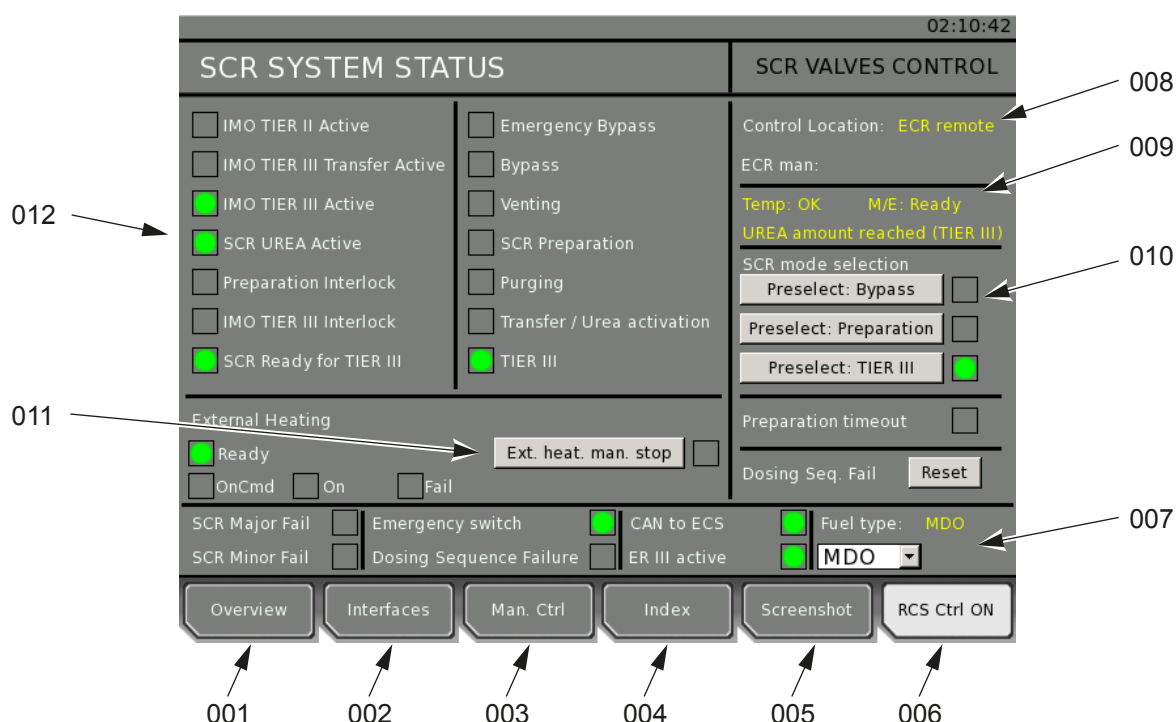 02:10:42
SCR SYSTEM STATUS
SCR VALVES CONTROL
008
009
010
007
012
011
IMO TIER II Active
IMO TIER III Transfer Active
IMO TIER III Active
SCR UREA Active
Preparation Interlock
IMO TIER III Interlock
SCR Ready for TIER III
Emergency Bypass
Bypass
Venting
SCR Preparation
Purging
Transfer / Urea activation
TIER III
Control Location: ECR remote
ECR man:
Temp: OK M/E: Ready
UREA amount reached (TIER III)
SCR mode selection
Preselect: Bypass
Preselect: Preparation
Preselect: TIER III
Preparation timeout
Dosing Seq. Fail Reset
External Heating
Ready
Ext. heat. man. stop
OnCmd On Fail
SCR Major Fail Emergency switch CAN to ECS Fuel type: MDO
SCR Minor Fail Dosing Sequence Failure ER III active MDO
Overview Interfaces Man. Ctrl Index Screenshot RCS Ctrl ON
001 002 003 004 005 006